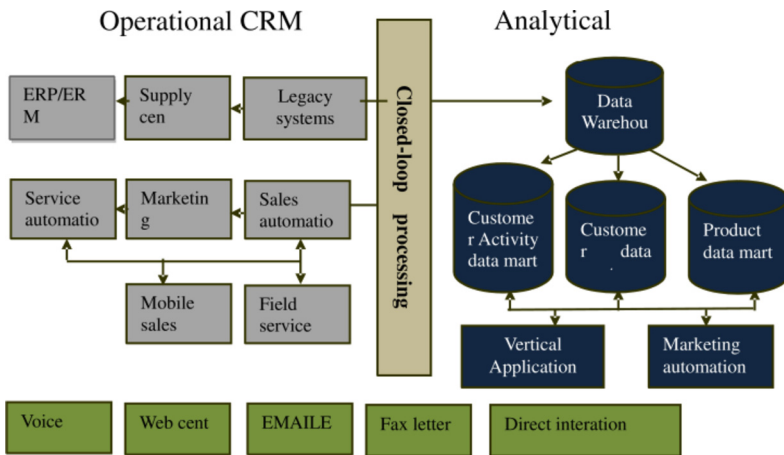 Operational CRM
Analytical
ERP/ER
M
Supply
cen
Legacy
systems
Closed-loop processing
Data
Warehou
Service
automatio
Marketin
g
Sales
automatio
Custome
r Activity
data mart
Custome
r data
.
Product
data mart
Mobile
sales
Field
service
Vertical
Application
Marketing
automation
Voice
Web cent
EMAILE
Fax letter
Direct interation